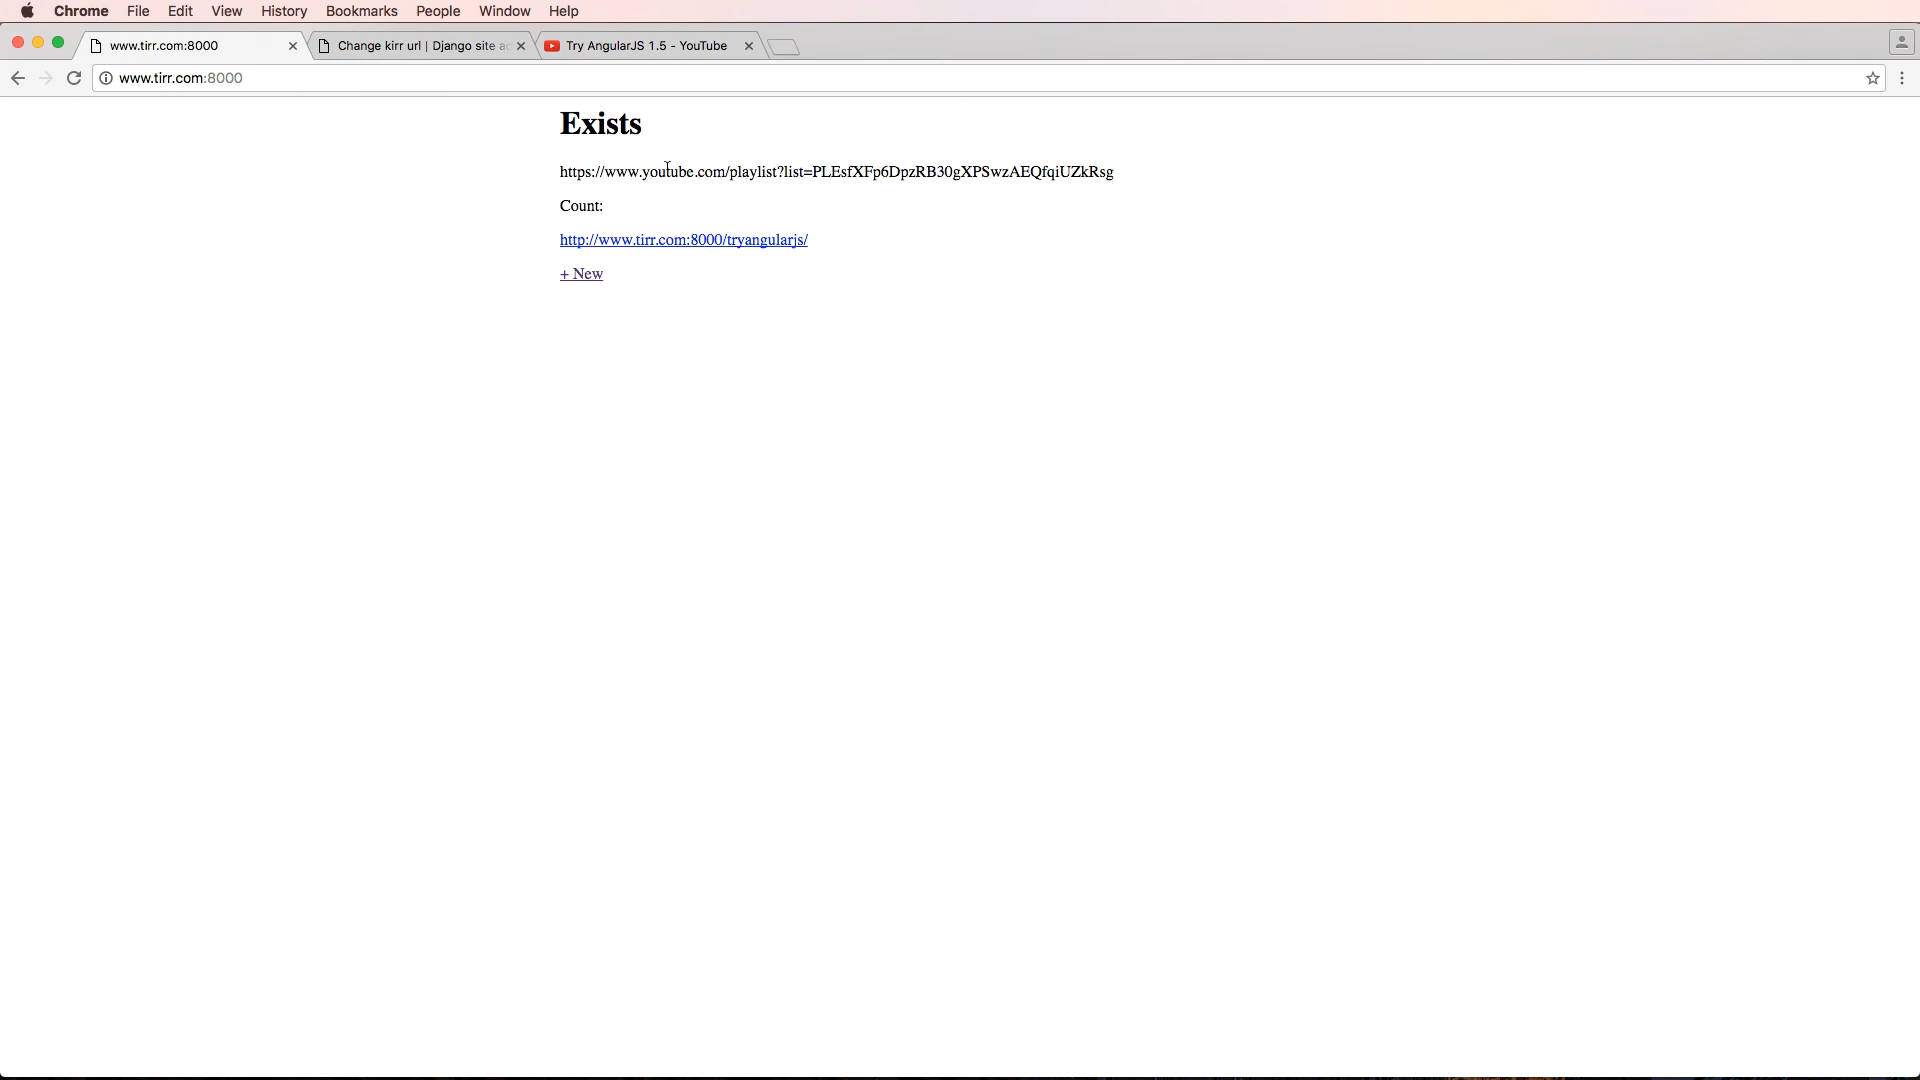 Chrome File Edit View History Bookmarks People Window Help
www.tirr.com:8000 Change kirr url | Django site ad Try AngularJS 1.5 - YouTube
www.tirr.com:8000
Exists
https://www.youtube.com/playlist?list=PLEsfXFp6DpzRB30gXPSwzAEQfqiUZkRsg
Count:
http://www.tirr.com:8000/tryangularjs/
+ New